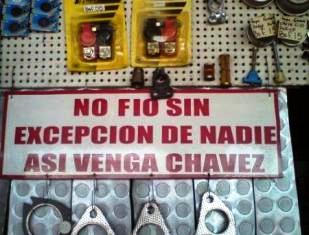 NO FIO SIN
EXCEPCION DE NADIE
ASI VENGA CHAVEZ